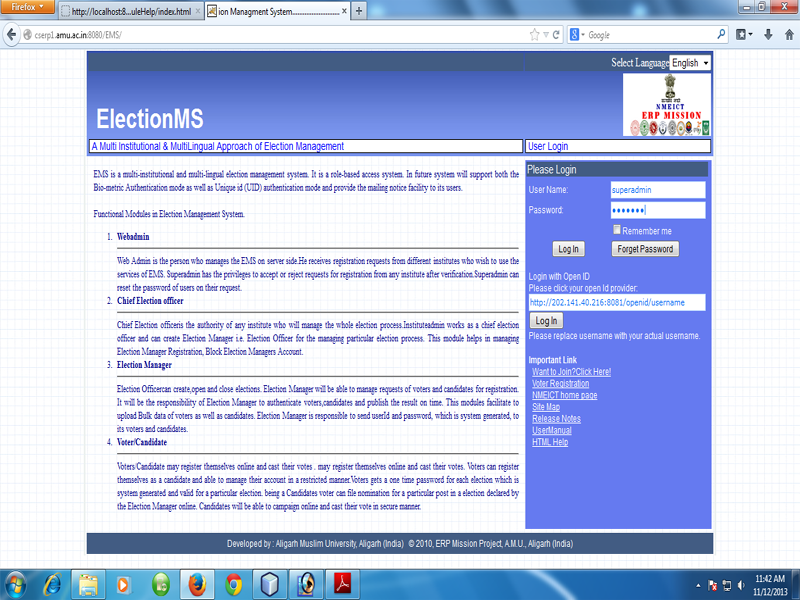 Firefox
http://localhost:8...uleHelp/index.html
ion Managment System...........................
cserp1.amu.ac.in:8080/EMS/
Google
Select Language English
ElectionMS
NMEICT
ERP MISSION
A Multi Institutional & MultiLingual Approach of Election Management
User Login
EMS is a multi-institutional and multi-lingual election management system. It is a role-based access system. In future system will support both the
Bio-metric Authentication mode as well as Unique id (UID) authentication mode and provide the mailing notice facility to its users.
Functional Modules in Election Management System.
1. Webadmin
Web Admin is the person who manages the EMS on server side.He receives registration requests from different institutes who wish to use the
services of EMS. Superadmin has the privileges to accept or reject requests for registration from any institute after verification.Superadmin can
reset the password of users on their request.
2. Chief Election officer
Chief Election officeris the authority of any institute who will manage the whole election process.Instituteadmin works as a chief election
officer and can create Election Manager i.e. Election Officer for the managing particular election process. This module helps in managing
Election Manager Registration, Block Election Managers Account.
3. Election Manager
Election Officercan create,open and close elections. Election Manager will be able to manage requests of voters and candidates for registration.
It will be the responsibility of Election Manager to authenticate voters,candidates and publish the result on time. This modules facilitate to
upload Bulk data of voters as well as candidates. Election Manager is responsible to send userId and password, which is system generated, to
its voters and candidates.
4. Voter/Candidate
Voters/Candidate may register themselves online and cast their votes . may register themselves online and cast their votes. Voters can register
themselves as a candidate and able to manage their account in a restricted manner.Voters gets a one time password for each election which is
system generated and valid for a particular election. being a Candidates voter can file nomination for a particular post in a election declared by
the Election Manager online. Candidates will be able to campaign online and cast their vote in secure manner.
Please Login
User Name: superadmin
Password:
Remember me
Log In Forget Password
Login with Open ID
Please click your open Id provider:
http://202.141.40.216:8081/openid/username
Log In
Please replace username with your actual username.
Important Link
Want to Join?Click Here!
Voter Registration
NMEICT home page
Site Map
Release Notes
UserManual
HTML Help
Developed by : Aligarh Muslim University, Aligarh (India) © 2010, ERP Mission Project, A.M.U., Aligarh (India)
11:42 AM
11/12/2013